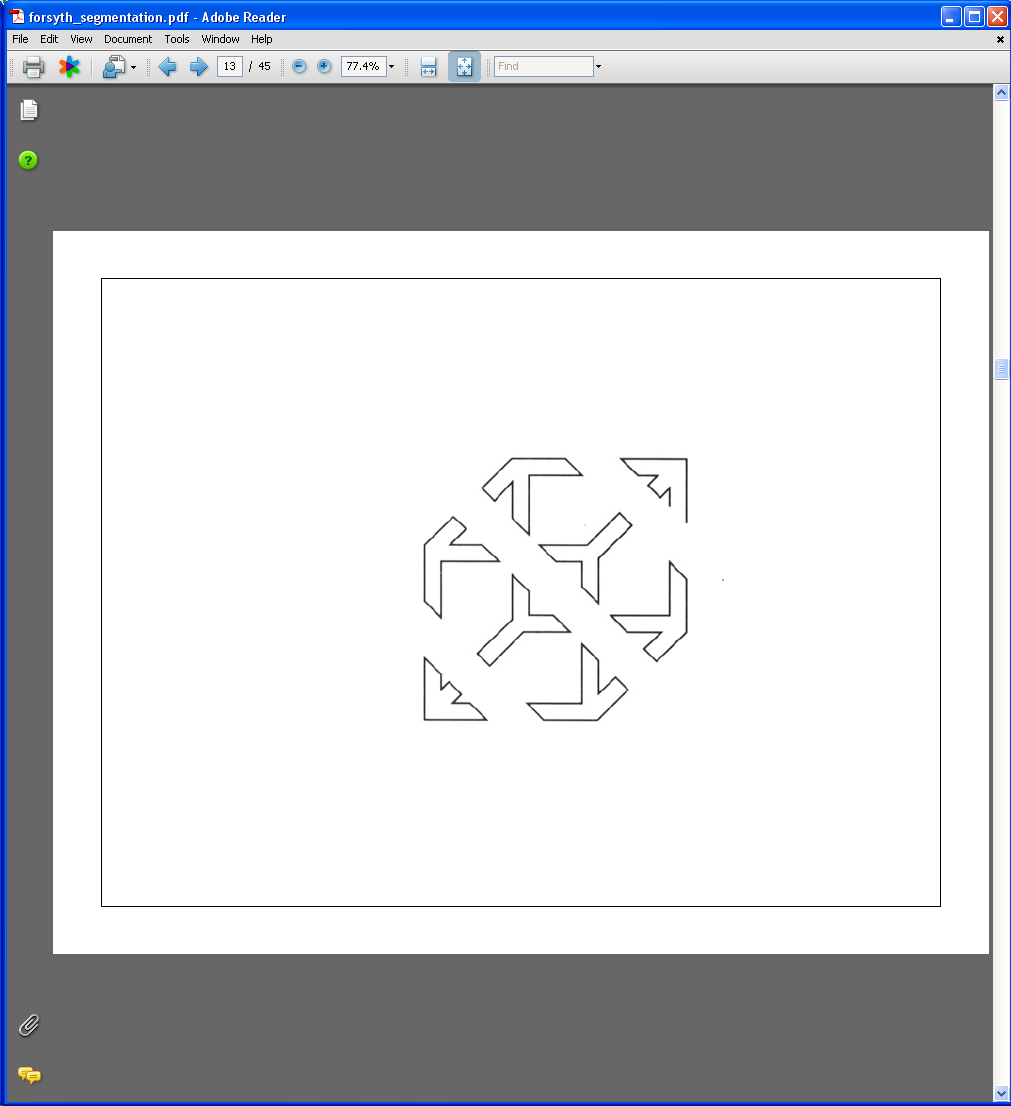 forsyth_segmentation.pdf - Adobe Reader
File Edit View Document Tools Window Help
13 / 45 77.4% Find